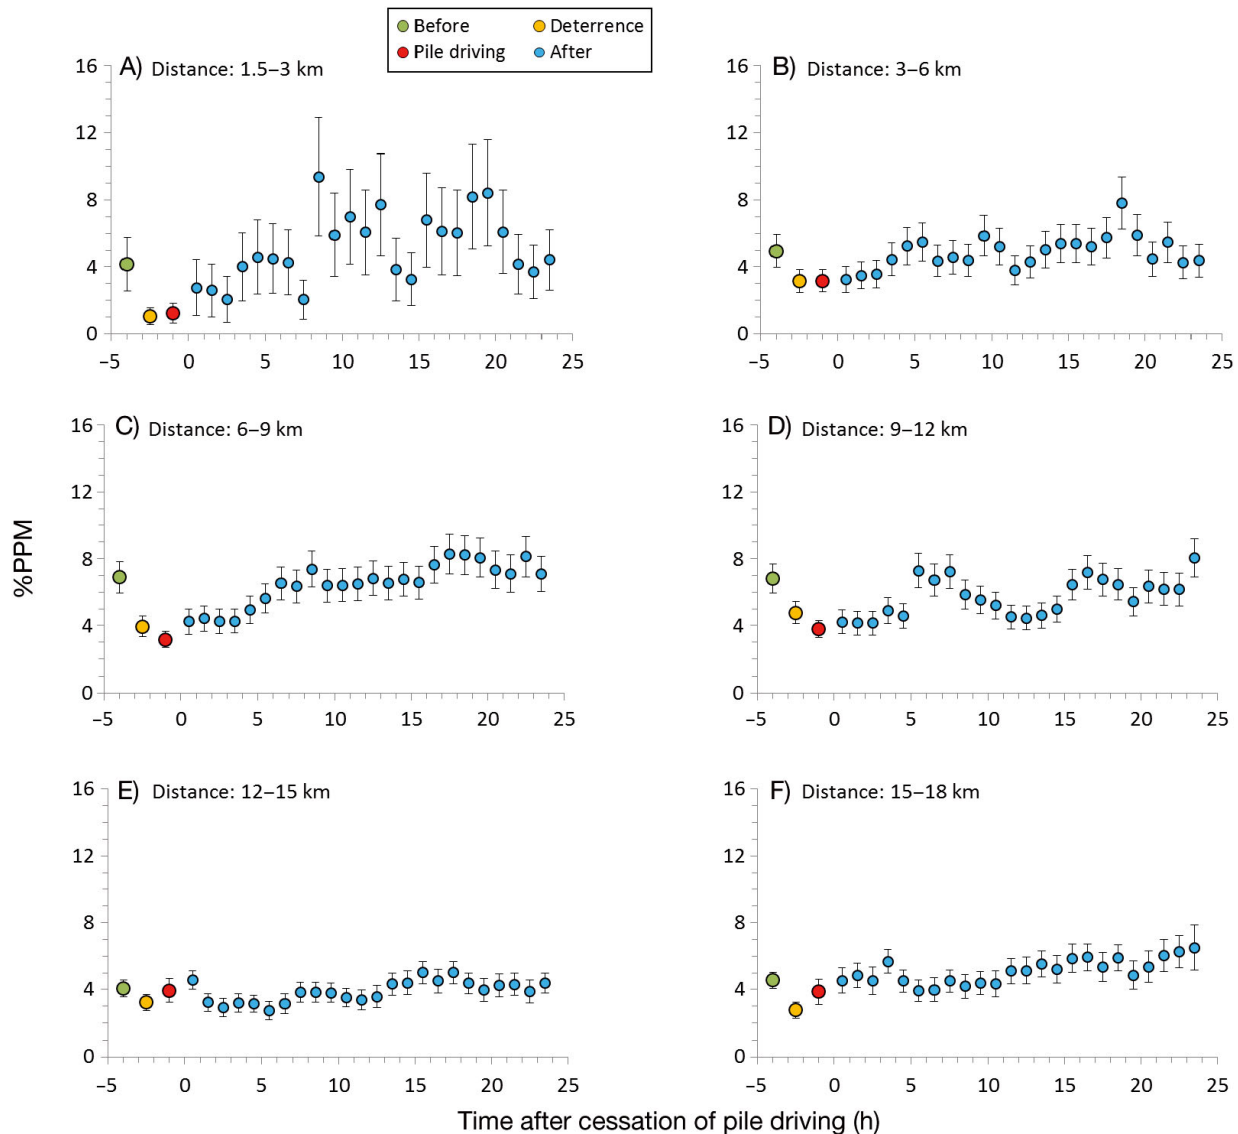 Before Deterrence
Pile driving After
A) Distance: 1.5–3 km
16
12
8
4
0
–5 0 5 10 15 20 25
B) Distance: 3–6 km
16
12
8
4
0
–5 0 5 10 15 20 25
C) Distance: 6–9 km
16
12
8
4
0
–5 0 5 10 15 20 25
D) Distance: 9–12 km
16
12
8
4
0
–5 0 5 10 15 20 25
%PPM
E) Distance: 12–15 km
16
12
8
4
0
–5 0 5 10 15 20 25
F) Distance: 15–18 km
16
12
8
4
0
–5 0 5 10 15 20 25
Time after cessation of pile driving (h)